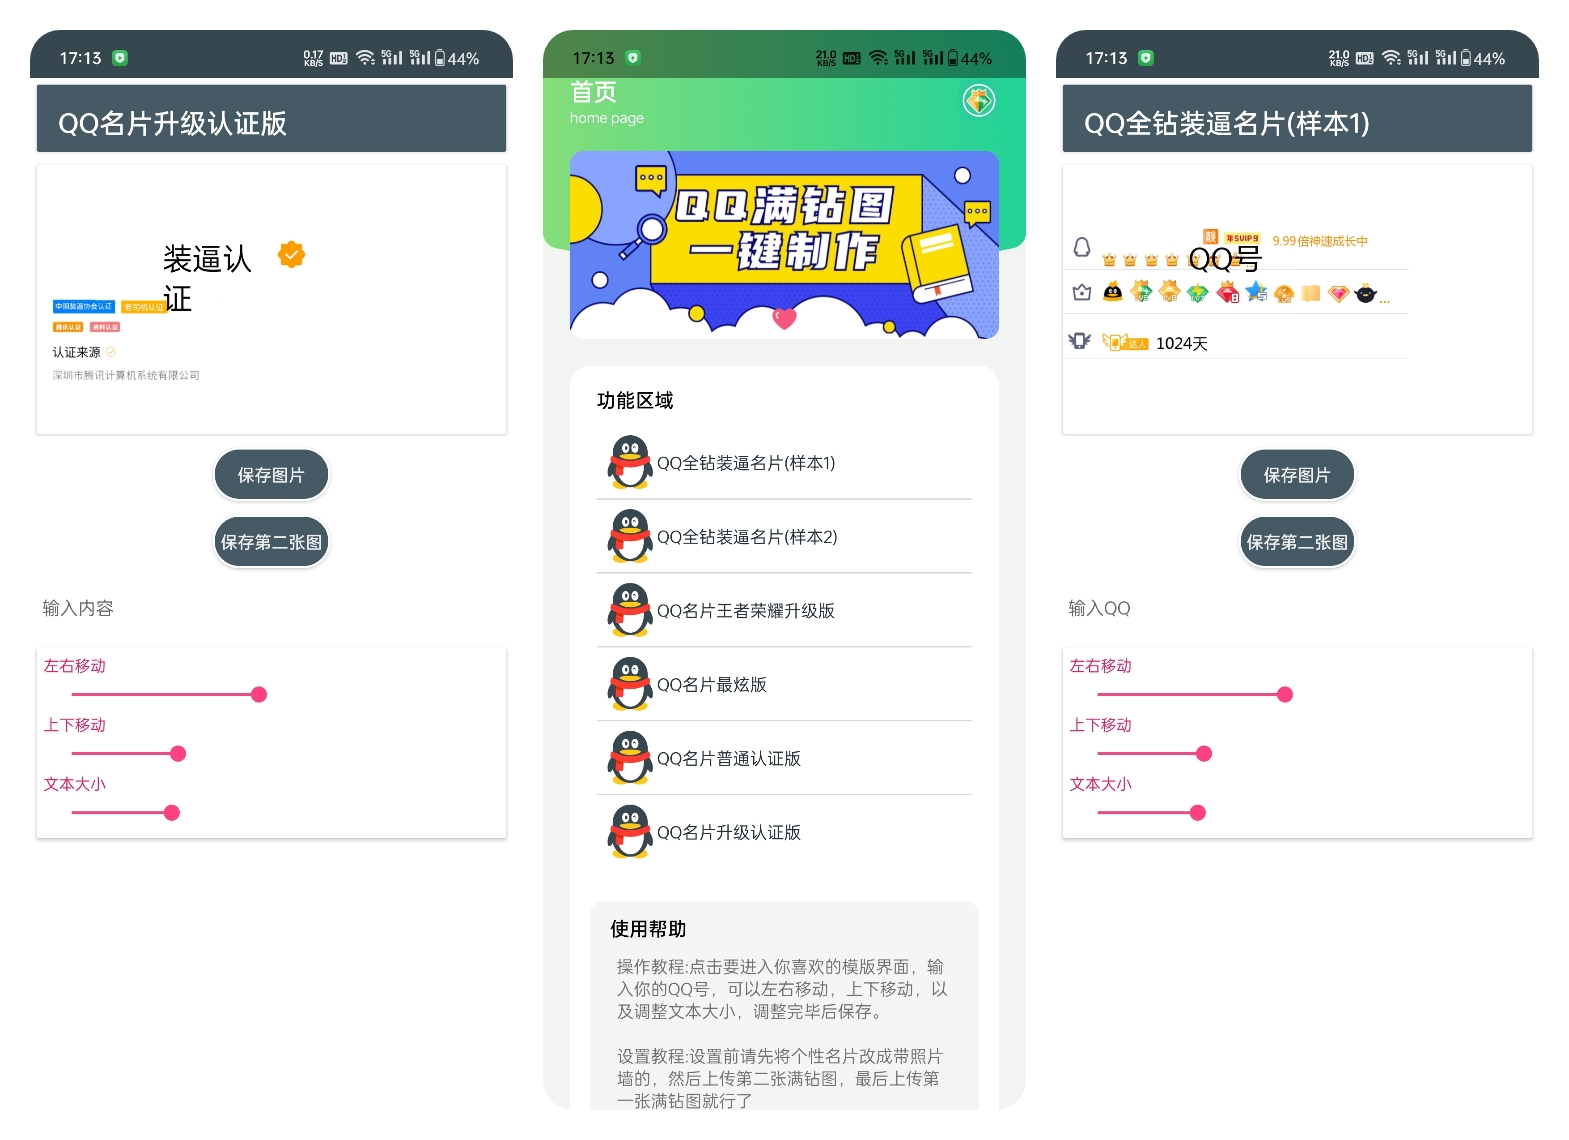 17:13
0.17
KB/S
HD
5G
5G
44%
QQ名片升级认证版
装逼认
证
中国装逼协会认证
老司机认证
腾讯认证
资料认证
认证来源
深圳市腾讯计算机系统有限公司
保存图片
保存第二张图
输入内容
左右移动
上下移动
文本大小
17:13
21.0
KB/S
HD
5G
5G
44%
首页
home page
QQ满钻图
一键制作
功能区域
QQ全钻装逼名片(样本1)
QQ全钻装逼名片(样本2)
QQ名片王者荣耀升级版
QQ名片最炫版
QQ名片普通认证版
QQ名片升级认证版
使用帮助
操作教程:点击要进入你喜欢的模版界面，输
入你的QQ号，可以左右移动，上下移动，以
及调整文本大小，调整完毕后保存。
设置教程:设置前请先将个性名片改成带照片
墙的，然后上传第二张满钻图，最后上传第
一张满钻图就行了
17:13
21.0
KB/S
HD
5G
5G
44%
QQ全钻装逼名片(样本1)
靓
年SVIP9
9.99倍神速成长中
QQ号
达人
1024天
保存图片
保存第二张图
输入QQ
左右移动
上下移动
文本大小